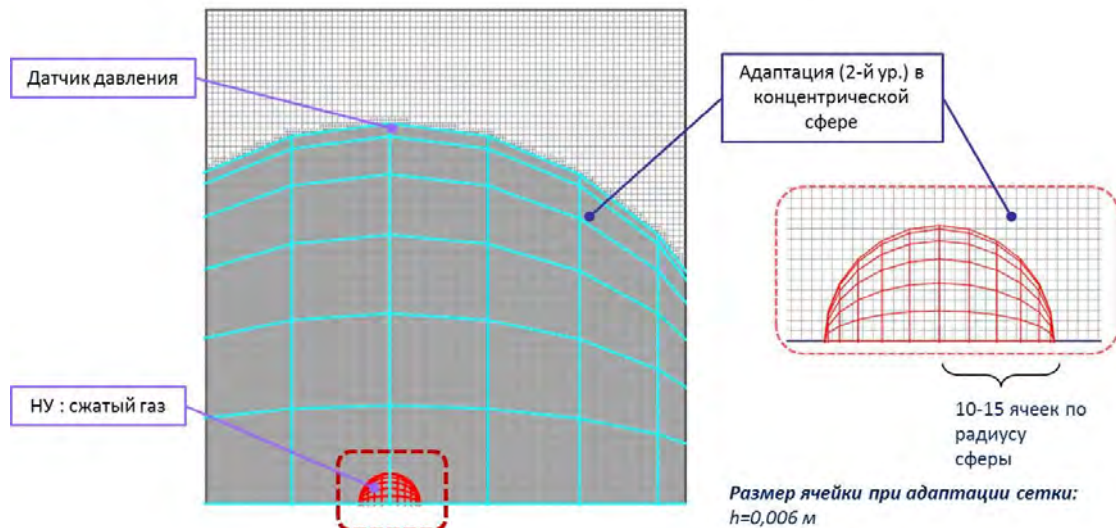 Датчик давления
Адаптация (2-й ур.) в
концентрической
сфере
НУ : сжатый газ
10-15 ячеек по
радиусу
сферы
Размер ячейки при адаптации сетки:
h=0,006 м